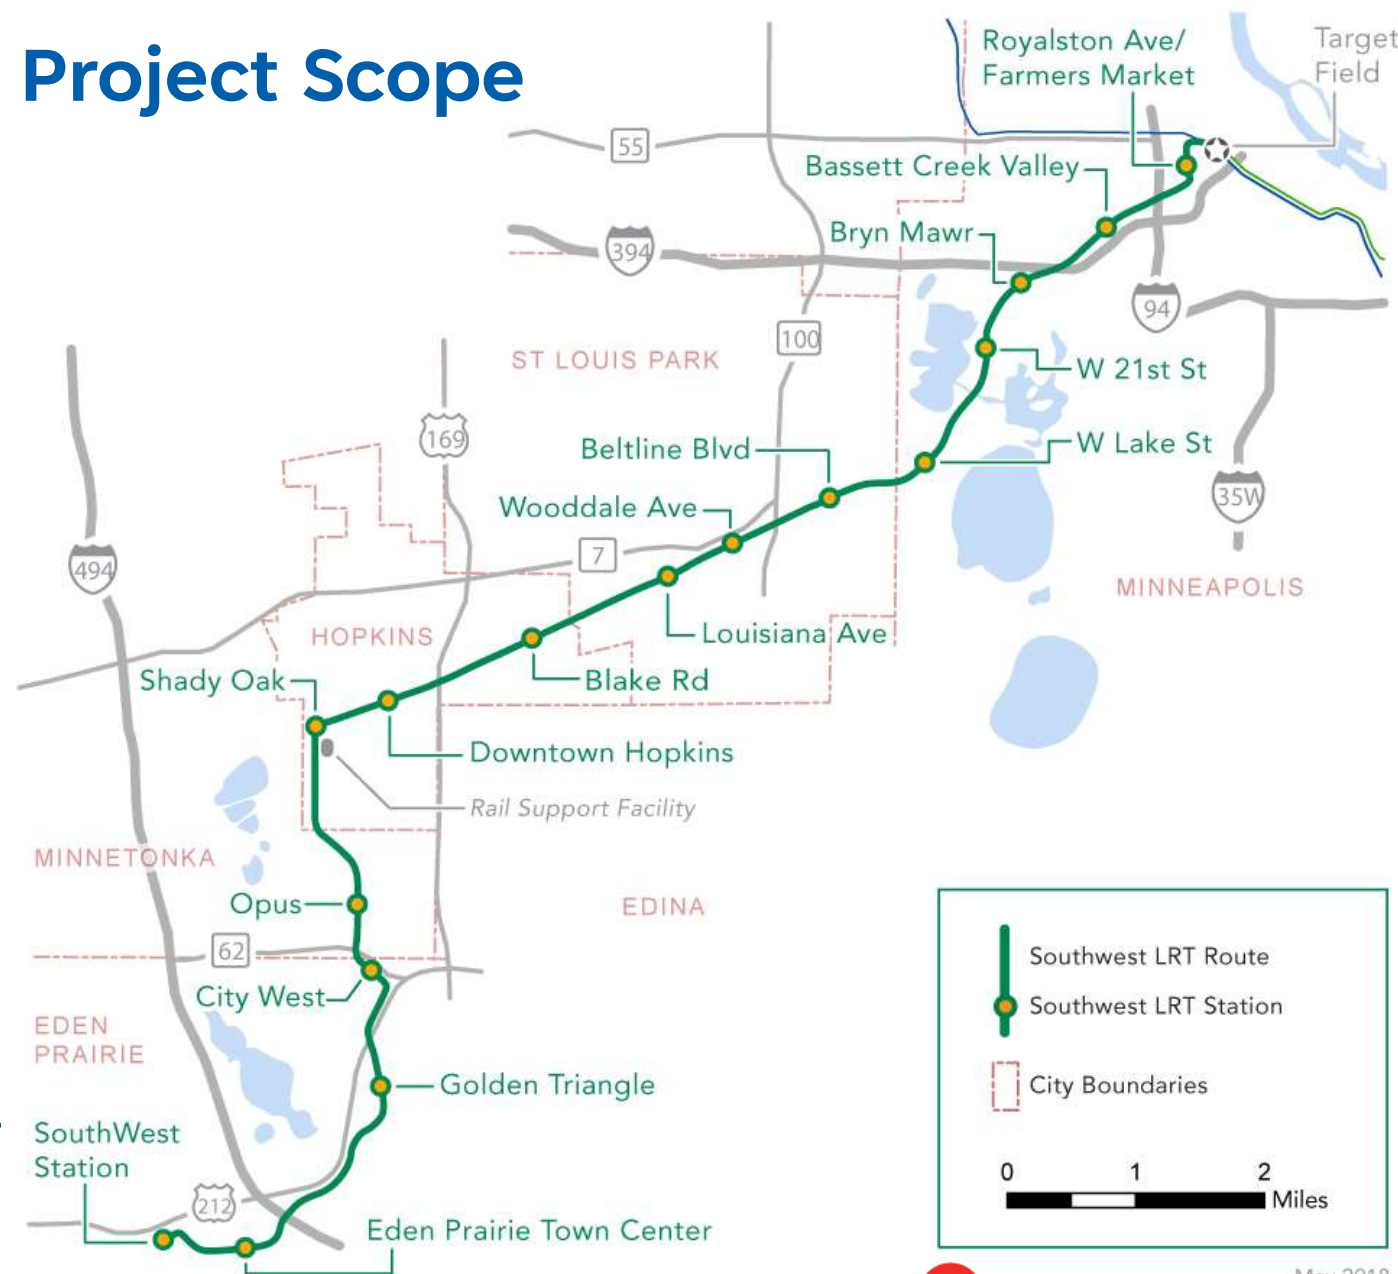 Project Scope
Royalston Ave/
Farmers Market
Target
Field
55
Bassett Creek Valley
Bryn Mawr
394
94
100
ST LOUIS PARK
W 21st St
169
Beltline Blvd
W Lake St
Wooddale Ave
35W
7
494
MINNEAPOLIS
HOPKINS
Louisiana Ave
Shady Oak
Blake Rd
Downtown Hopkins
Rail Support Facility
MINNETONKA
Opus
EDINA
62
City West
EDEN
PRAIRIE
Golden Triangle
SouthWest
Station
212
Eden Prairie Town Center
Southwest LRT Route
Southwest LRT Station
City Boundaries
0 1 2
Miles
May 2018